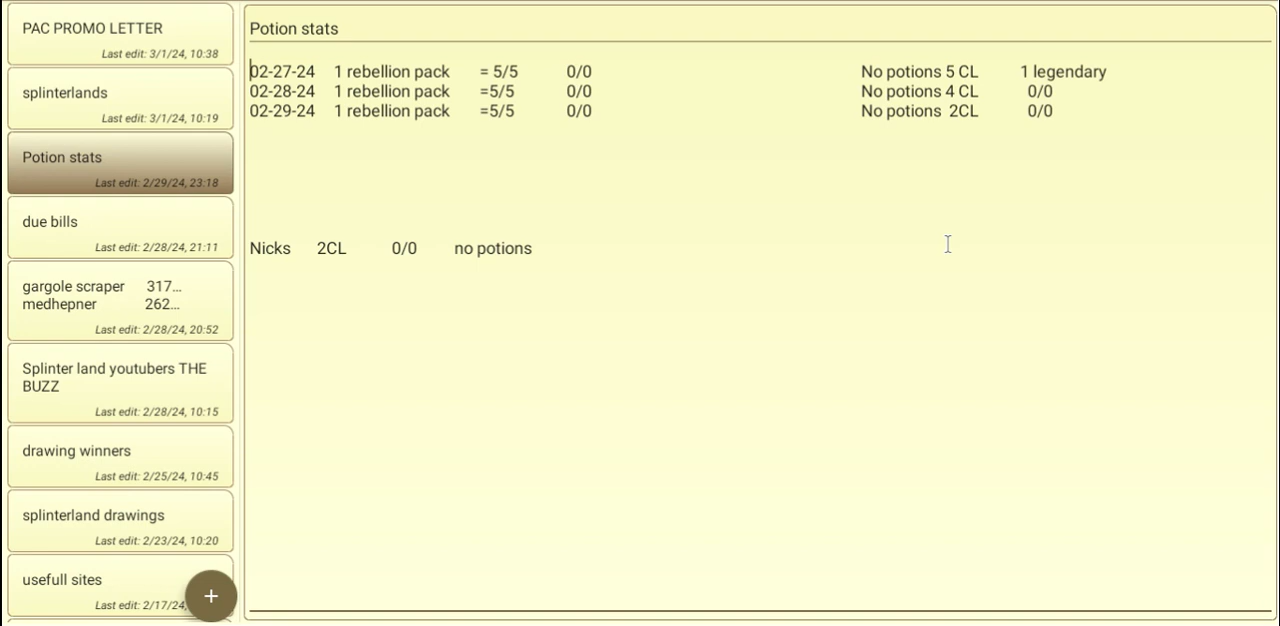 PAC PROMO LETTER
Last edit: 3/1/24, 10:38
splinterlands
Last edit: 3/1/24, 10:19
Potion stats
Last edit: 2/29/24, 23:18
due bills
Last edit: 2/28/24, 21:11
gargole scraper 317…
medhepner 262…
Last edit: 2/28/24, 20:52
Splinter land youtubers THE
BUZZ
Last edit: 2/28/24, 10:15
drawing winners
Last edit: 2/25/24, 10:45
splinterland drawings
Last edit: 2/23/24, 10:20
usefull sites
Last edit: 2/17/24,
+
Potion stats
02-27-24 1 rebellion pack = 5/5 0/0 No potions 5 CL 1 legendary
02-28-24 1 rebellion pack =5/5 0/0 No potions 4 CL 0/0
02-29-24 1 rebellion pack =5/5 0/0 No potions 2CL 0/0
Nicks 2CL 0/0 no potions